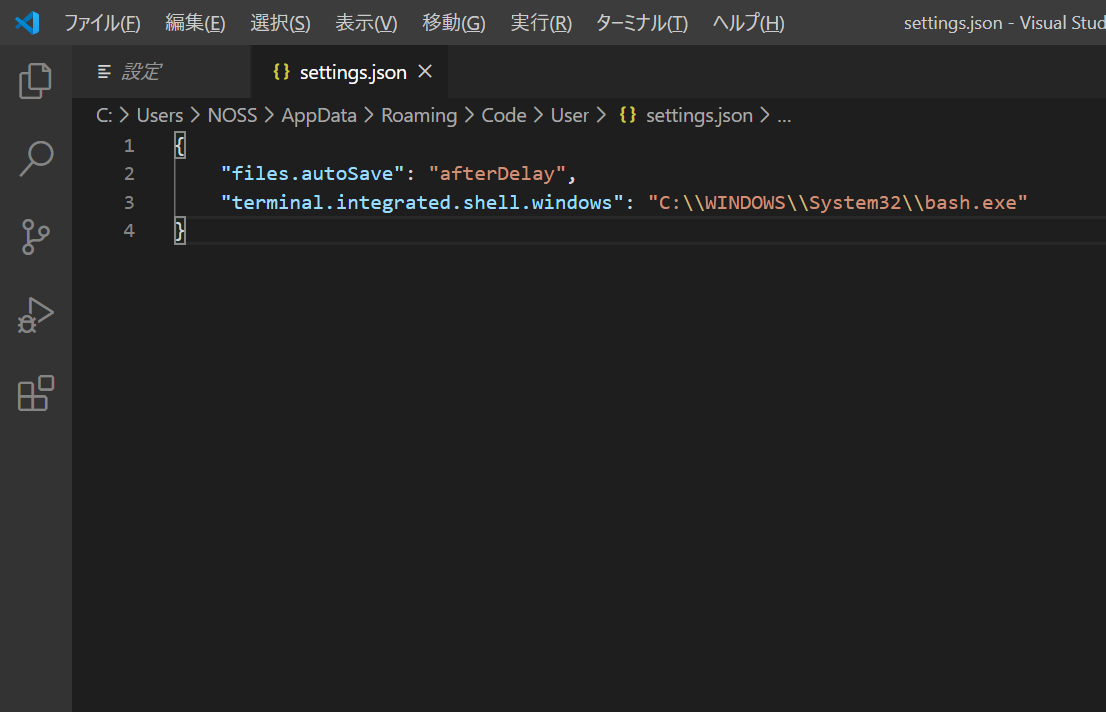 ファイル(F) 編集(E) 選択(S) 表示(V) 移動(G) 実行(R) ターミナル(T) ヘルプ(H) settings.json - Visual Stud
設定 {} settings.json ×
C: > Users > NOSS > AppData > Roaming > Code > User > {} settings.json > ...
1 {
2 "files.autoSave": "afterDelay",
3 "terminal.integrated.shell.windows": "C:\\WINDOWS\\System32\\bash.exe"
4 }